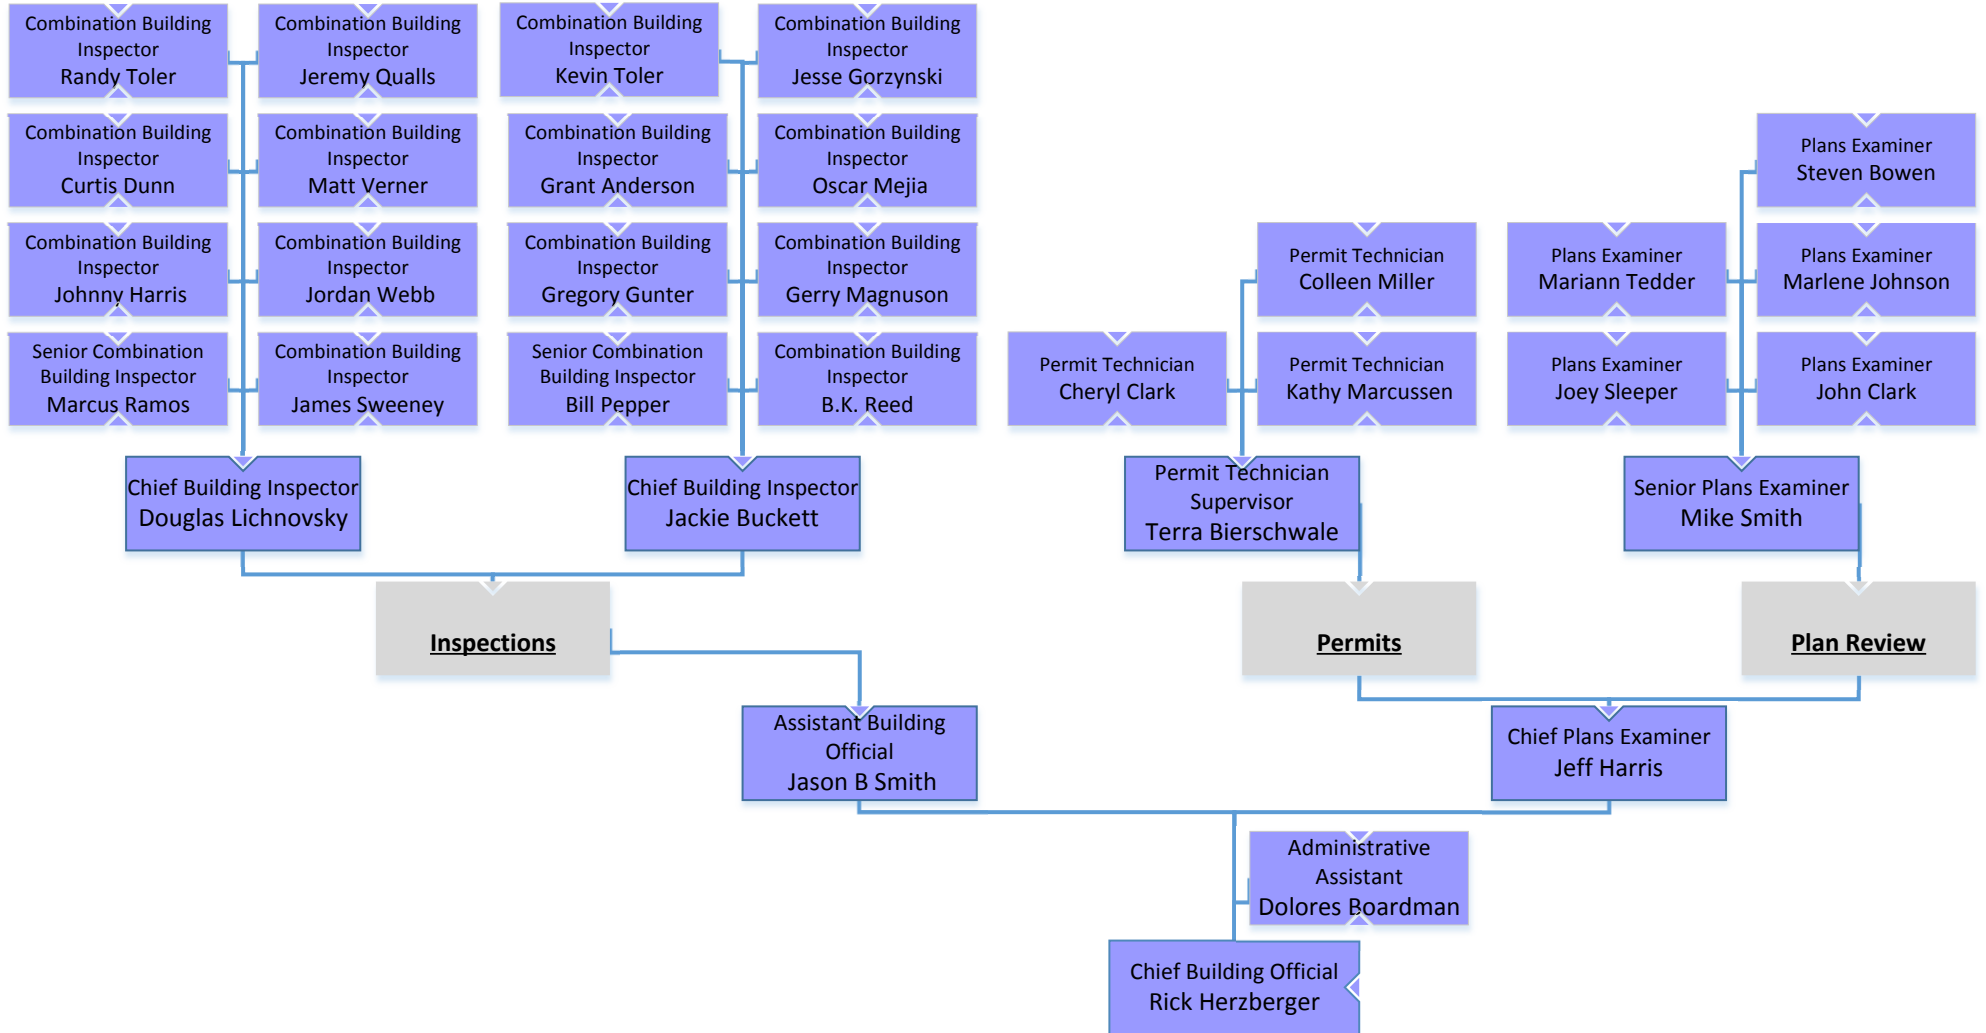 Combination Building
Inspector
Randy Toler
Combination Building
Inspector
Jeremy Qualls
Combination Building
Inspector
Kevin Toler
Combination Building
Inspector
Jesse Gorzynski
Combination Building
Inspector
Curtis Dunn
Combination Building
Inspector
Matt Verner
Combination Building
Inspector
Grant Anderson
Combination Building
Inspector
Oscar Mejia
Plans Examiner
Steven Bowen
Combination Building
Inspector
Johnny Harris
Combination Building
Inspector
Jordan Webb
Combination Building
Inspector
Gregory Gunter
Combination Building
Inspector
Gerry Magnuson
Permit Technician
Colleen Miller
Plans Examiner
Mariann Tedder
Plans Examiner
Marlene Johnson
Senior Combination
Building Inspector
Marcus Ramos
Combination Building
Inspector
James Sweeney
Senior Combination
Building Inspector
Bill Pepper
Combination Building
Inspector
B.K. Reed
Permit Technician
Cheryl Clark
Permit Technician
Kathy Marcussen
Plans Examiner
Joey Sleeper
Plans Examiner
John Clark
Chief Building Inspector
Douglas Lichnovsky
Chief Building Inspector
Jackie Buckett
Permit Technician
Supervisor
Terra Bierschwale
Senior Plans Examiner
Mike Smith
Inspections
Permits
Plan Review
Assistant Building
Official
Jason B Smith
Chief Plans Examiner
Jeff Harris
Administrative
Assistant
Dolores Boardman
Chief Building Official
Rick Herzberger